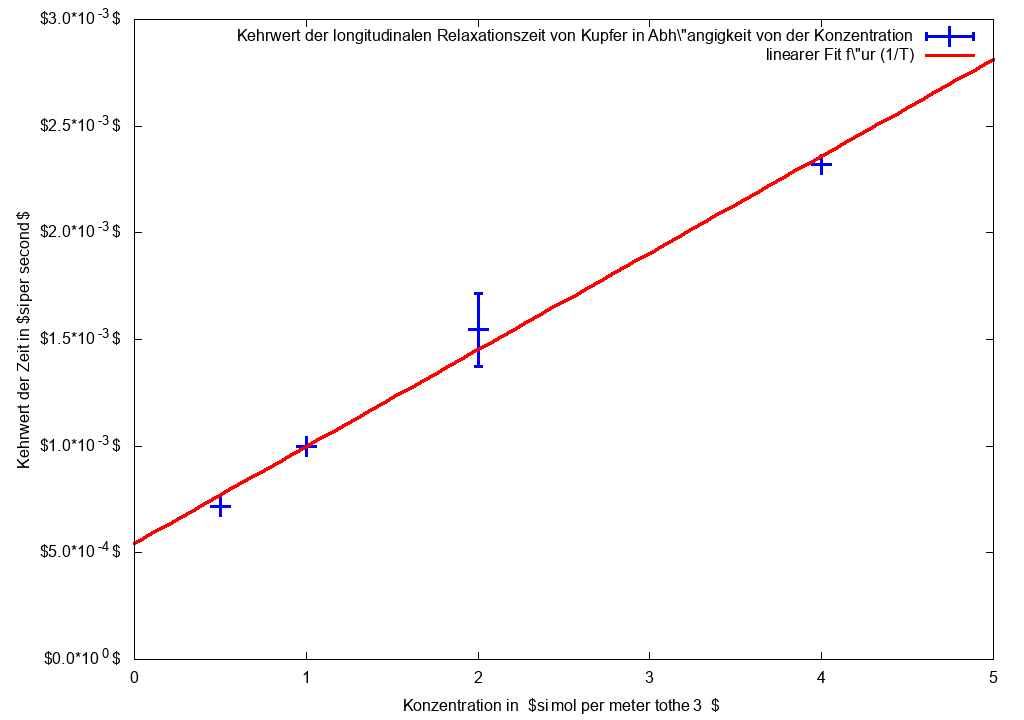 $3.0*10⁻³$
Kehrwert der longitudinalen Relaxationszeit von Kupfer in Abh\"angigkeit von der Konzentration
linearer Fit f\"ur (1/T)
$2.5*10⁻³$
$2.0*10⁻³$
$1.5*10⁻³$
$1.0*10⁻³$
$5.0*10⁻⁴$
$0.0*10⁰$
Kehrwert der Zeit in $si per second$
0 1 2 3 4 5
Konzentration in $si mol per meter tothe 3 $